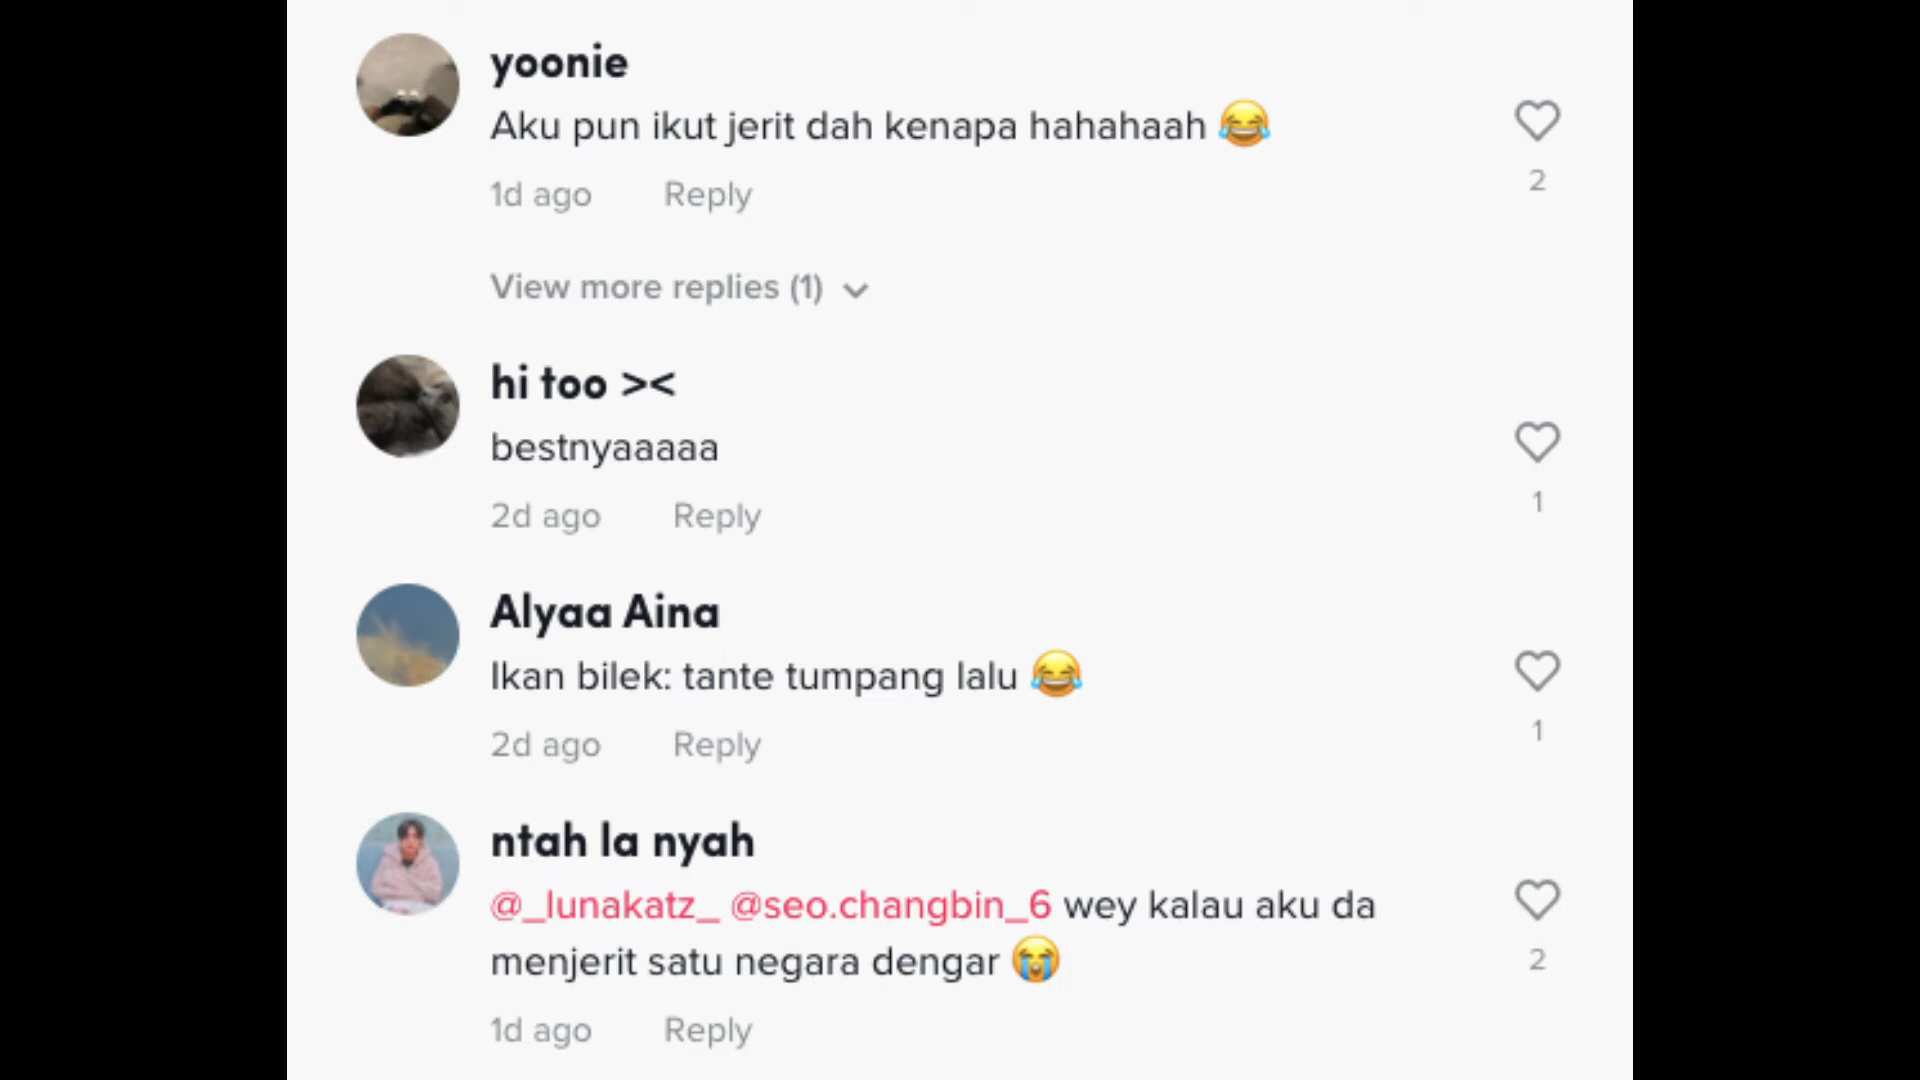 yoonie
Aku pun ikut jerit dah kenapa hahahaah 😂
2
1d ago Reply
View more replies (1)
hi too ><
bestnyaaaaa
1
2d ago Reply
Alyaa Aina
Ikan bilek: tante tumpang lalu 😂
1
2d ago Reply
ntah la nyah
@_lunakatz_ @seo.changbin_6 wey kalau aku da
menjerit satu negara dengar 😭
2
1d ago Reply